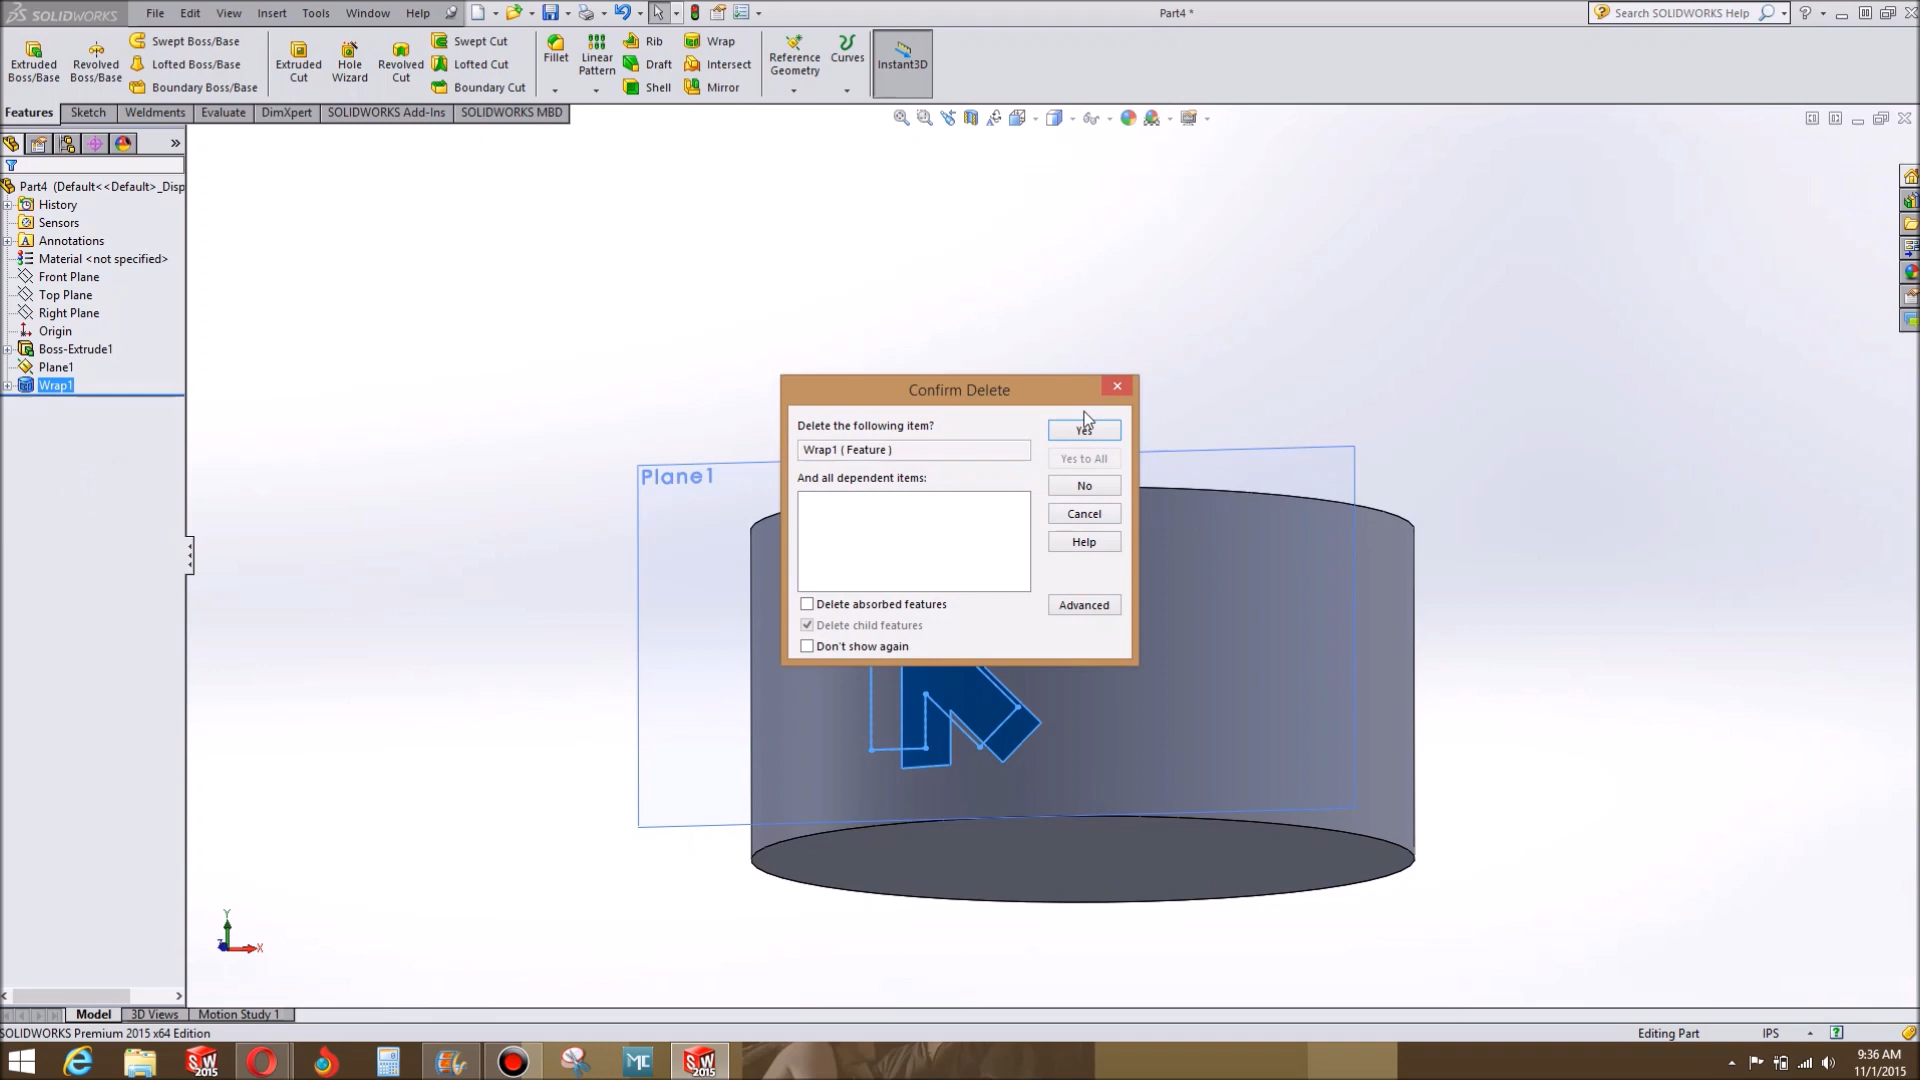 SOLIDWORKS File Edit View Insert Tools Window Help Part4 * Search SOLIDWORKS Help
Extruded Boss/Base
Revolved Boss/Base
Swept Boss/Base
Lofted Boss/Base
Boundary Boss/Base
Extruded Cut
Hole Wizard
Revolved Cut
Swept Cut
Lofted Cut
Boundary Cut
Fillet
Linear Pattern
Rib
Draft
Shell
Wrap
Intersect
Mirror
Reference Geometry
Curves
Instant3D
Features Sketch Weldments Evaluate DimXpert SOLIDWORKS Add-Ins SOLIDWORKS MBD
Part4 (Default<<Default>_Disp
History
Sensors
Annotations
Material <not specified>
Front Plane
Top Plane
Right Plane
Origin
Boss-Extrude1
Plane1
Wrap1
Plane1
Confirm Delete
Delete the following item?
Wrap1 ( Feature )
And all dependent items:
Delete absorbed features
Delete child features
Don't show again
Yes
Yes to All
No
Cancel
Help
Advanced
Y
X
Z
Model 3D Views Motion Study 1
SOLIDWORKS Premium 2015 x64 Edition Editing Part IPS
SW 2015
MC
SW 2015
9:36 AM
11/1/2015